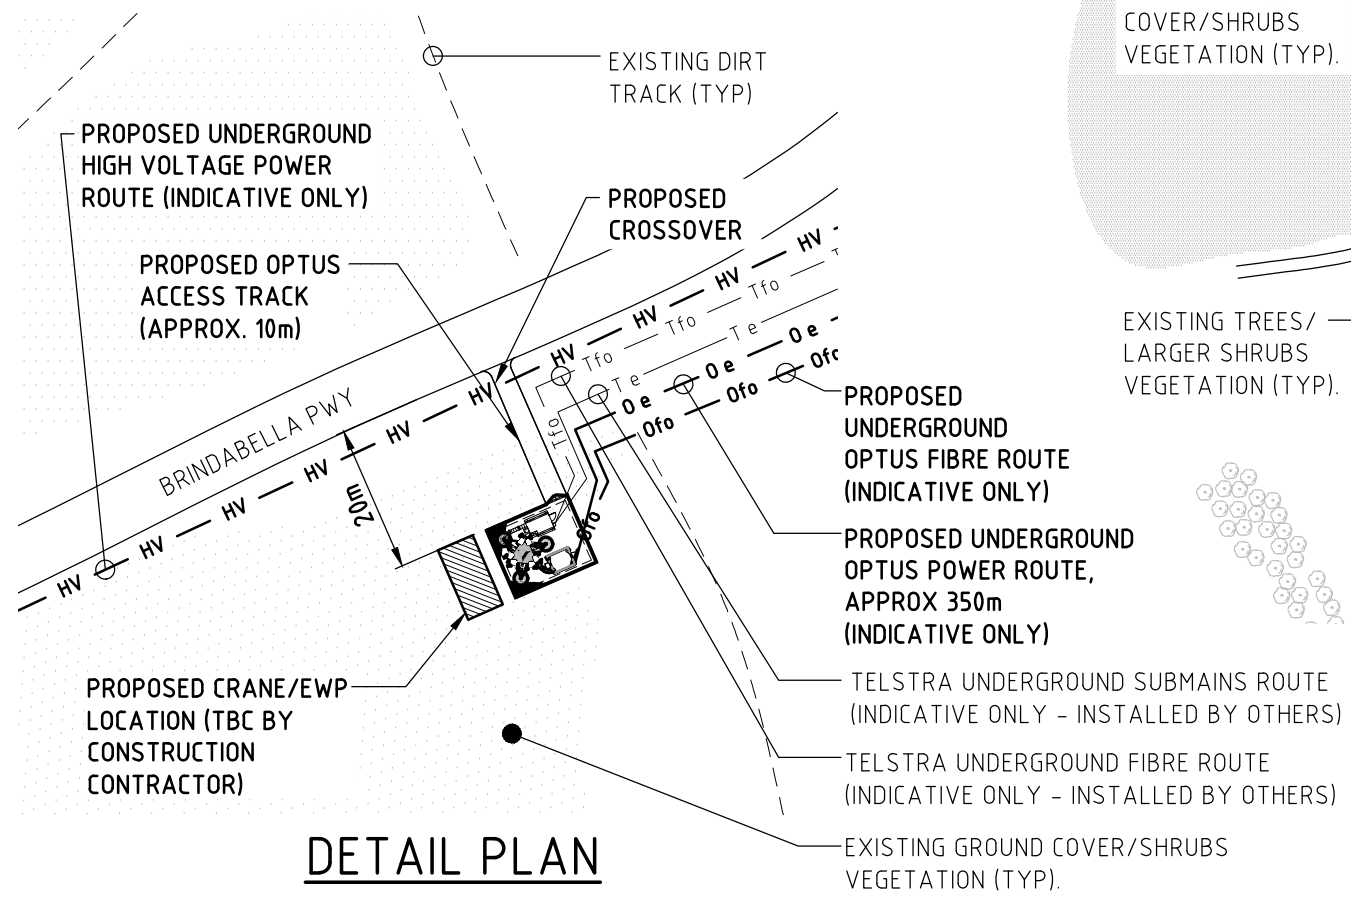 COVER/SHRUBS
VEGETATION (TYP).
EXISTING DIRT
TRACK (TYP)
PROPOSED UNDERGROUND
HIGH VOLTAGE POWER
ROUTE (INDICATIVE ONLY)
PROPOSED
CROSSOVER
PROPOSED OPTUS
ACCESS TRACK
(APPROX. 10m)
EXISTING TREES/
LARGER SHRUBS
VEGETATION (TYP).
HV
HV
HV
HV
HV
HV
HV
HV
HV
HV
Tfo
Tfo
Tfo
T
T e
T e
O e
O e
O e
Ofo
Ofo
Ofo
Tfo
Ofo
BRINDABELLA PWY
20m
PROPOSED
UNDERGROUND
OPTUS FIBRE ROUTE
(INDICATIVE ONLY)
PROPOSED UNDERGROUND
OPTUS POWER ROUTE,
APPROX 350m
(INDICATIVE ONLY)
TELSTRA UNDERGROUND SUBMAINS ROUTE
(INDICATIVE ONLY - INSTALLED BY OTHERS)
TELSTRA UNDERGROUND FIBRE ROUTE
(INDICATIVE ONLY - INSTALLED BY OTHERS)
EXISTING GROUND COVER/SHRUBS
VEGETATION (TYP).
PROPOSED CRANE/EWP
LOCATION (TBC BY
CONSTRUCTION
CONTRACTOR)
DETAIL PLAN